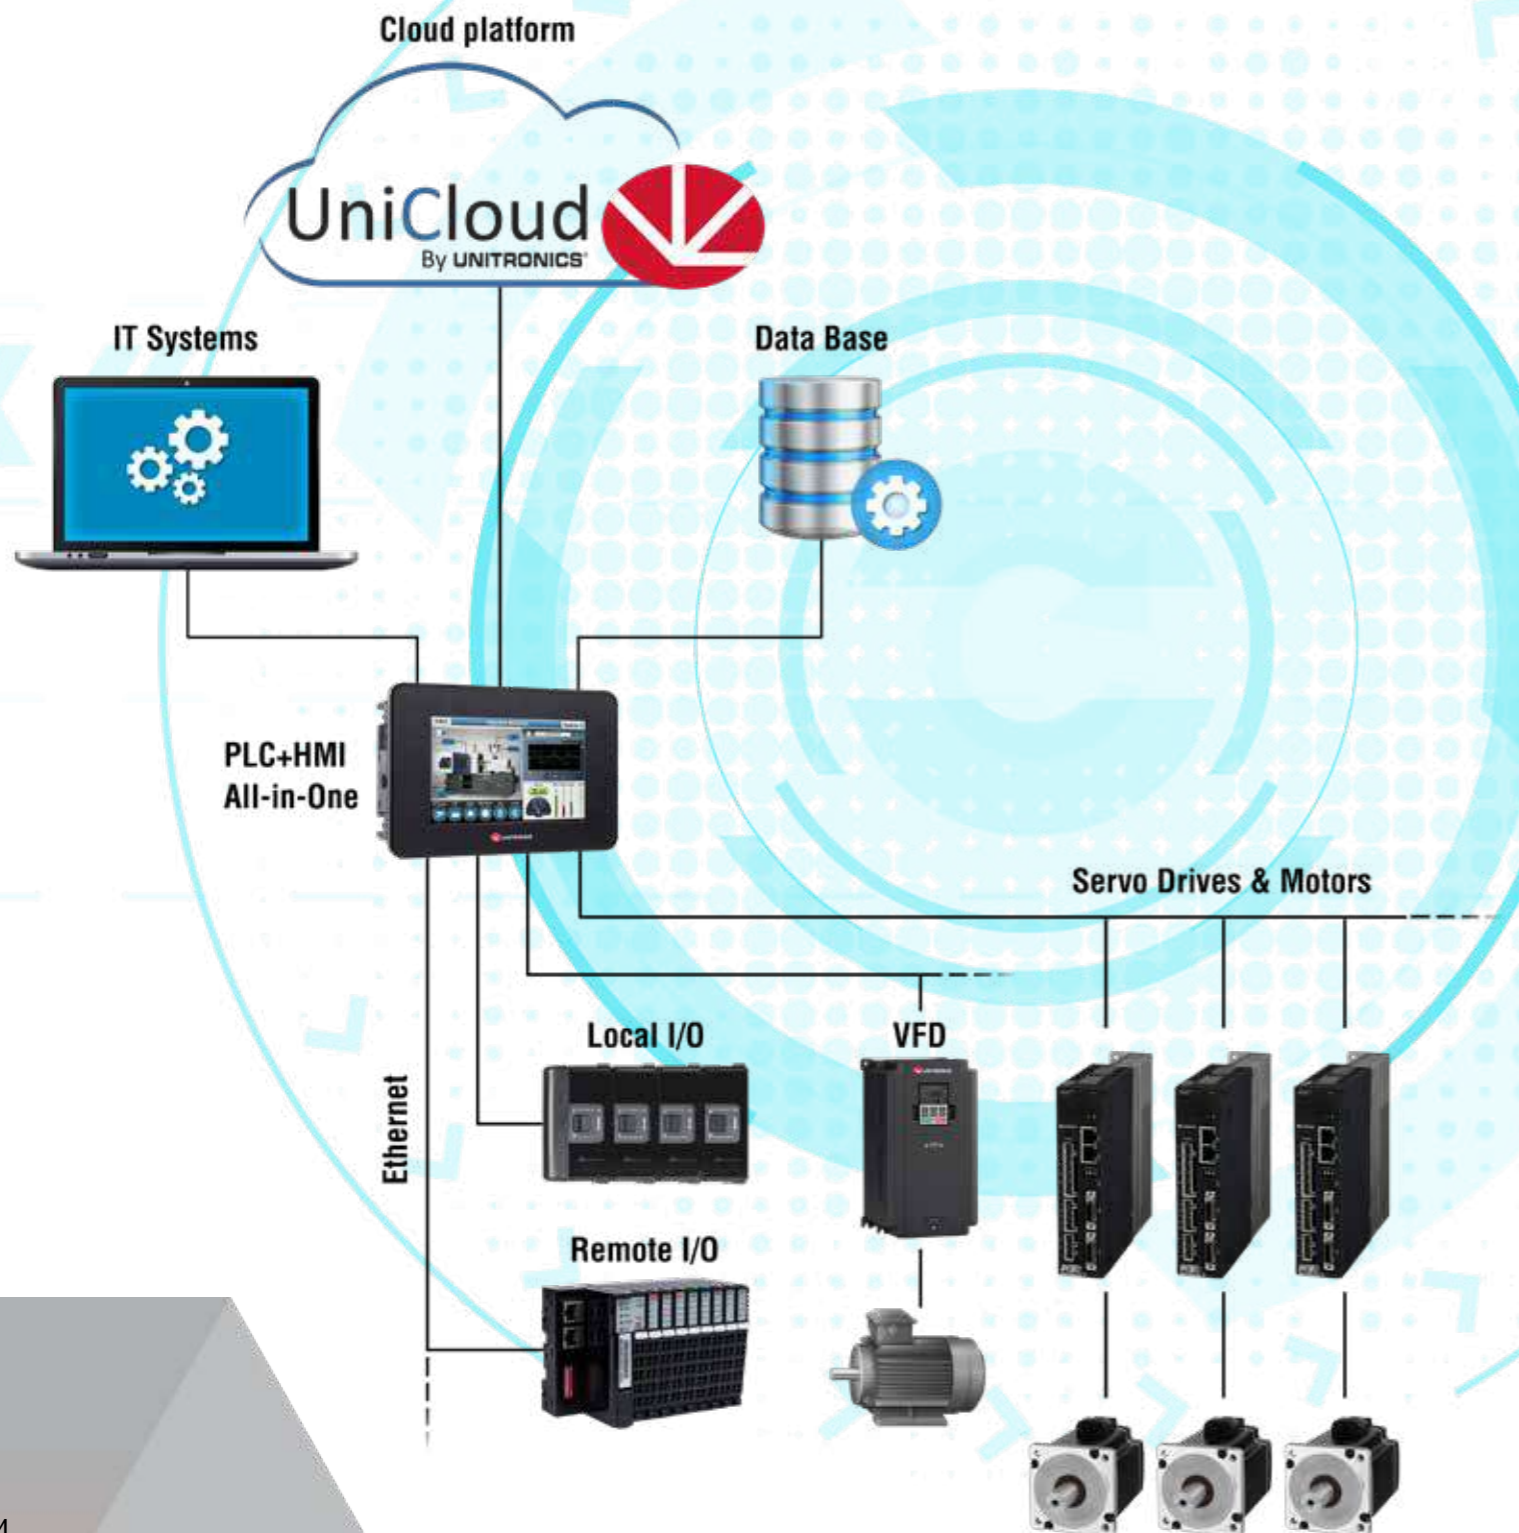 Cloud platform
UniCloud
By UNITRONICS®
IT Systems
Data Base
PLC+HMI
All-in-One
Servo Drives & Motors
Local I/O
VFD
Ethernet
Remote I/O